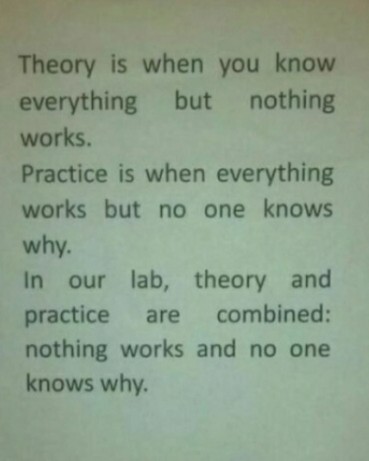 Theory is when you know
everything but nothing
works.
Practice is when everything
works but no one knows
why.
In our lab, theory and
practice are combined:
nothing works and no one
knows why.